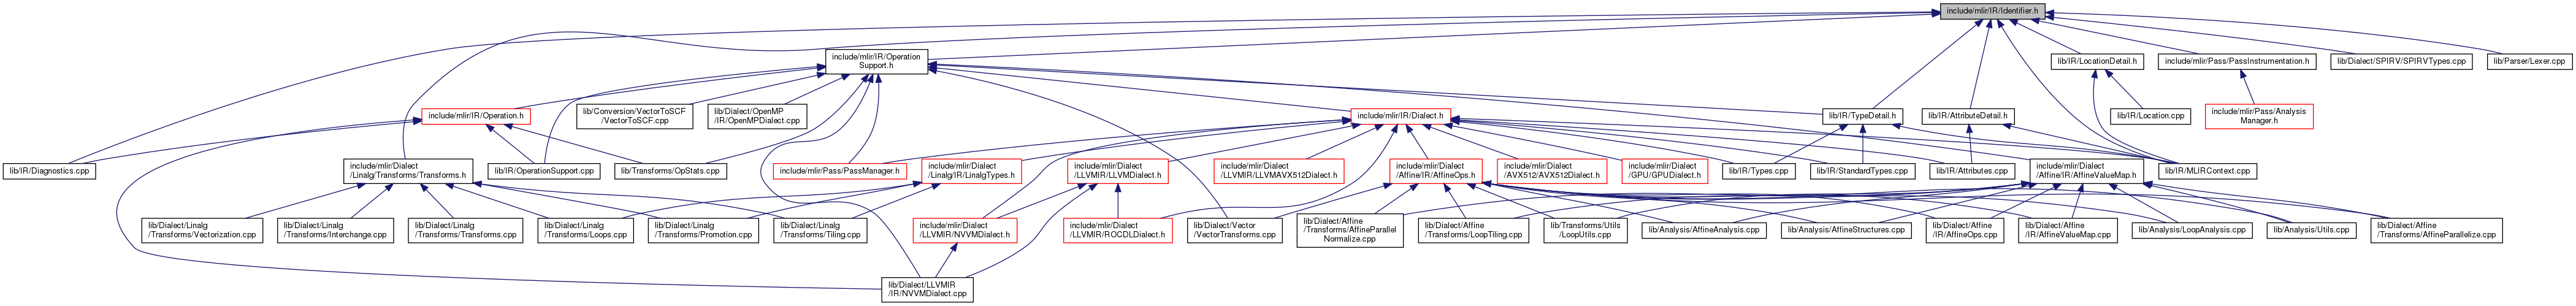 include/mlir/IR/Identifier.h
include/mlir/IR/Operation
Support.h
lib/IR/LocationDetail.h
include/mlir/Pass/PassInstrumentation.h
lib/Dialect/SPIRV/SPIRVTypes.cpp
lib/Parser/Lexer.cpp
include/mlir/IR/Operation.h
lib/Conversion/VectorToSCF
/VectorToSCF.cpp
lib/Dialect/OpenMP
/IR/OpenMPDialect.cpp
include/mlir/IR/Dialect.h
lib/IR/TypeDetail.h
lib/IR/AttributeDetail.h
lib/IR/Location.cpp
include/mlir/Pass/Analysis
Manager.h
lib/IR/Diagnostics.cpp
include/mlir/Dialect
/Linalg/Transforms/Transforms.h
lib/IR/OperationSupport.cpp
lib/Transforms/OpStats.cpp
include/mlir/Pass/PassManager.h
include/mlir/Dialect
/Linalg/IR/LinalgTypes.h
include/mlir/Dialect
/LLVMIR/LLVMDialect.h
include/mlir/Dialect
/LLVMIR/LLVMAVX512Dialect.h
include/mlir/Dialect
/Affine/IR/AffineOps.h
include/mlir/Dialect
/AVX512/AVX512Dialect.h
include/mlir/Dialect
/GPU/GPUDialect.h
lib/IR/Types.cpp
lib/IR/StandardTypes.cpp
lib/IR/Attributes.cpp
include/mlir/Dialect
/Affine/IR/AffineValueMap.h
lib/IR/MLIRContext.cpp
lib/Dialect/Linalg
/Transforms/Vectorization.cpp
lib/Dialect/Linalg
/Transforms/Interchange.cpp
lib/Dialect/Linalg
/Transforms/Transforms.cpp
lib/Dialect/Linalg
/Transforms/Loops.cpp
lib/Dialect/Linalg
/Transforms/Promotion.cpp
lib/Dialect/Linalg
/Transforms/Tiling.cpp
include/mlir/Dialect
/LLVMIR/NVVMDialect.h
include/mlir/Dialect
/LLVMIR/ROCDLDialect.h
lib/Dialect/Vector
/VectorTransforms.cpp
lib/Dialect/Affine
/Transforms/AffineParallel
Normalize.cpp
lib/Dialect/Affine
/Transforms/LoopTiling.cpp
lib/Transforms/Utils
/LoopUtils.cpp
lib/Analysis/AffineAnalysis.cpp
lib/Analysis/AffineStructures.cpp
lib/Dialect/Affine
/IR/AffineOps.cpp
lib/Dialect/Affine
/IR/AffineValueMap.cpp
lib/Analysis/LoopAnalysis.cpp
lib/Analysis/Utils.cpp
lib/Dialect/Affine
/Transforms/AffineParallelize.cpp
lib/Dialect/LLVMIR
/IR/NVVMDialect.cpp